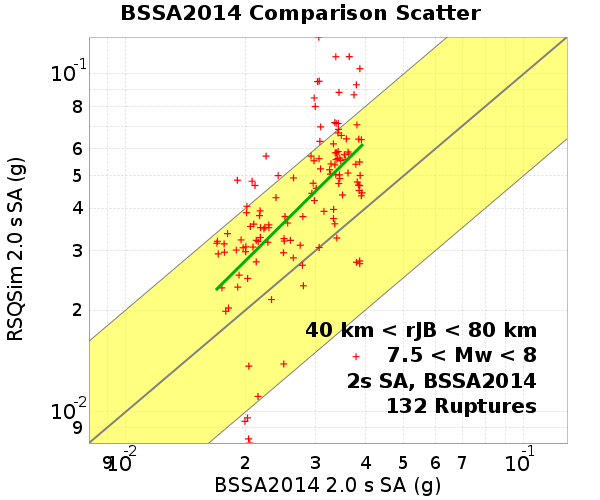 BSSA2014 Comparison Scatter
RSQSim 2.0 s SA (g)
10-1
8
6
5
4
3
2
10-2
9
40 km < rJB < 80 km
7.5 < Mw < 8
2s SA, BSSA2014
132 Ruptures
9 10-2 2 3 4 5 6 7 10-1
BSSA2014 2.0 s SA (g)